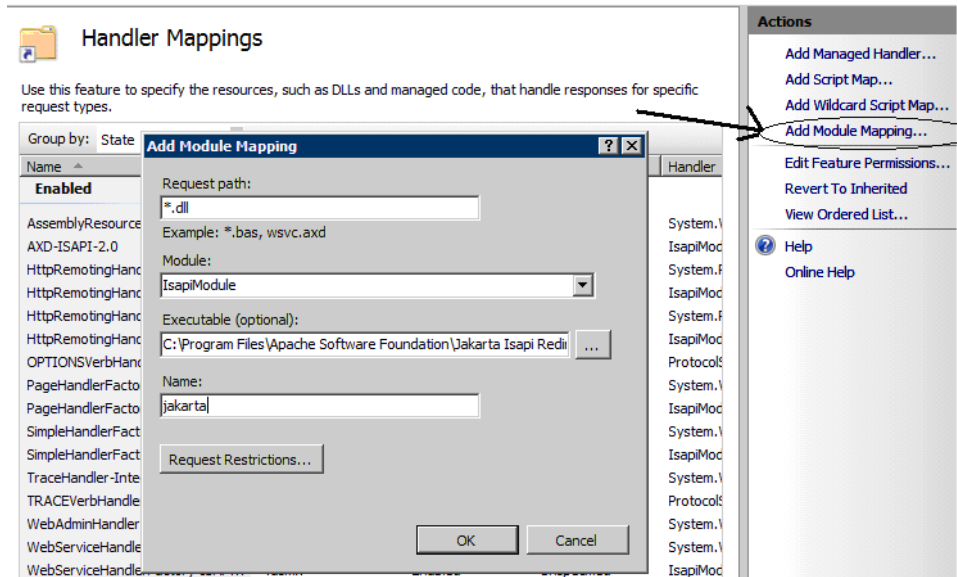 Handler Mappings
Use this feature to specify the resources, such as DLLs and managed code, that handle responses for specific
request types.
Group by: State
Name
Handler
Enabled
AssemblyResource
System.
AXD-ISAPI-2.0
IsapiMod
HttpRemotingHand
System.
HttpRemotingHand
IsapiMod
HttpRemotingHand
System.
HttpRemotingHand
IsapiMod
OPTIONSVerbHand
ProtocolS
PageHandlerFacto
System.
PageHandlerFacto
IsapiMod
SimpleHandlerFact
System.
SimpleHandlerFact
IsapiMod
TraceHandler-Inte
System.
TRACEVerbHandle
ProtocolS
WebAdminHandler
System.
WebServiceHandle
System.
IsapiMod
Add Module Mapping
Request path:
*.dll
Example: *.bas, wsvc.axd
Module:
IsapiModule
Executable (optional):
C:\Program Files\Apache Software Foundation\Jakarta Isapi Redir
...
Name:
jakarta
Request Restrictions...
OK
Cancel
Actions
Add Managed Handler...
Add Script Map...
Add Wildcard Script Map...
Add Module Mapping...
Edit Feature Permissions...
Revert To Inherited
View Ordered List...
Help
Online Help